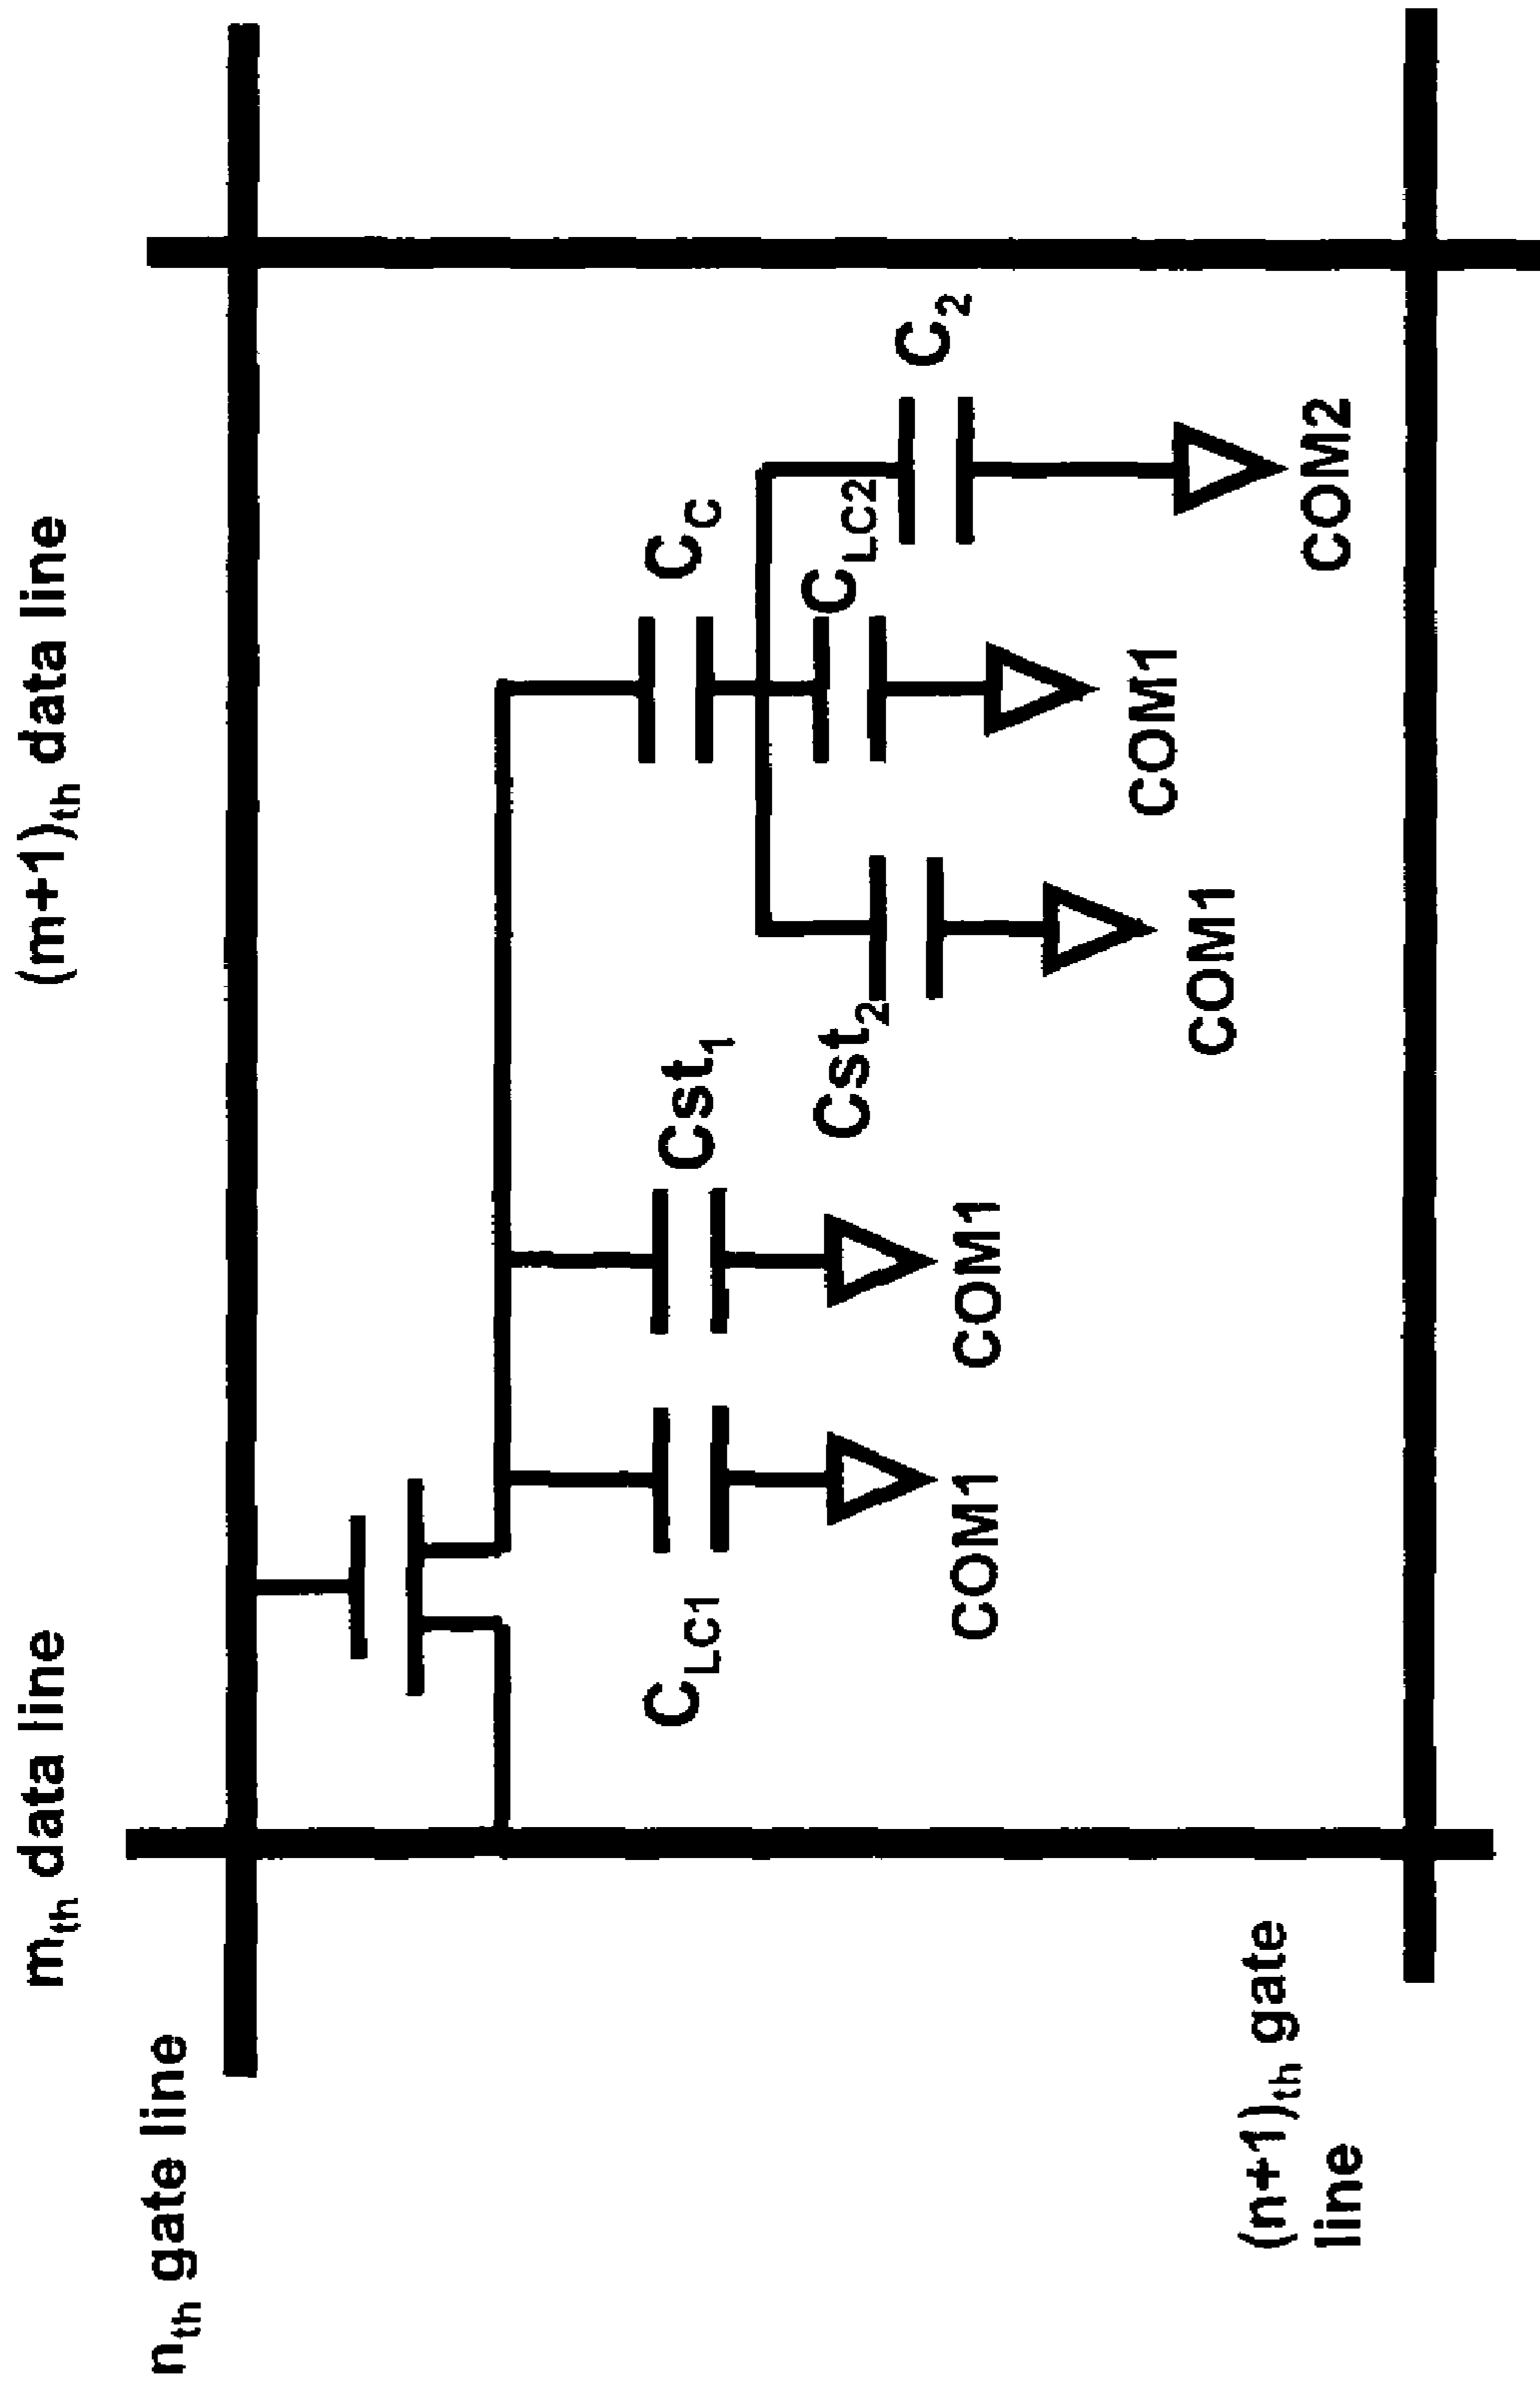 mth data line
(m+1)th data line
nth gate line
CLC1
Cst1
CC
COM1
COM1
Cst2
CLC2
C2
COM1
COM1
COM2
(n+1)th gate
line